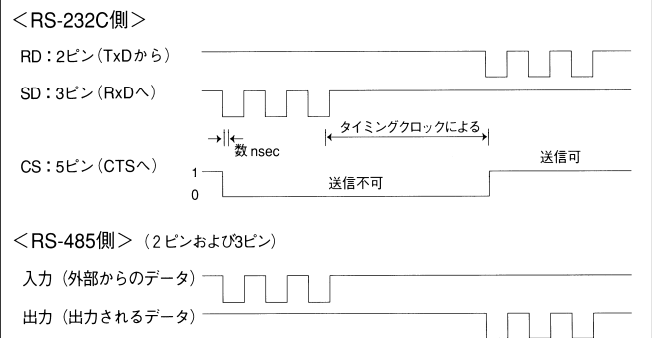 ＜RS-232C側＞
RD：2ピン（TxDから）
SD：3ピン（RxDへ）
タイミングクロックによる
数 nsec
送信可
CS：5ピン（CTSへ）
1
送信不可
0
＜RS-485側＞（2ピンおよび3ピン）
入力（外部からのデータ）
出力（出力されるデータ）